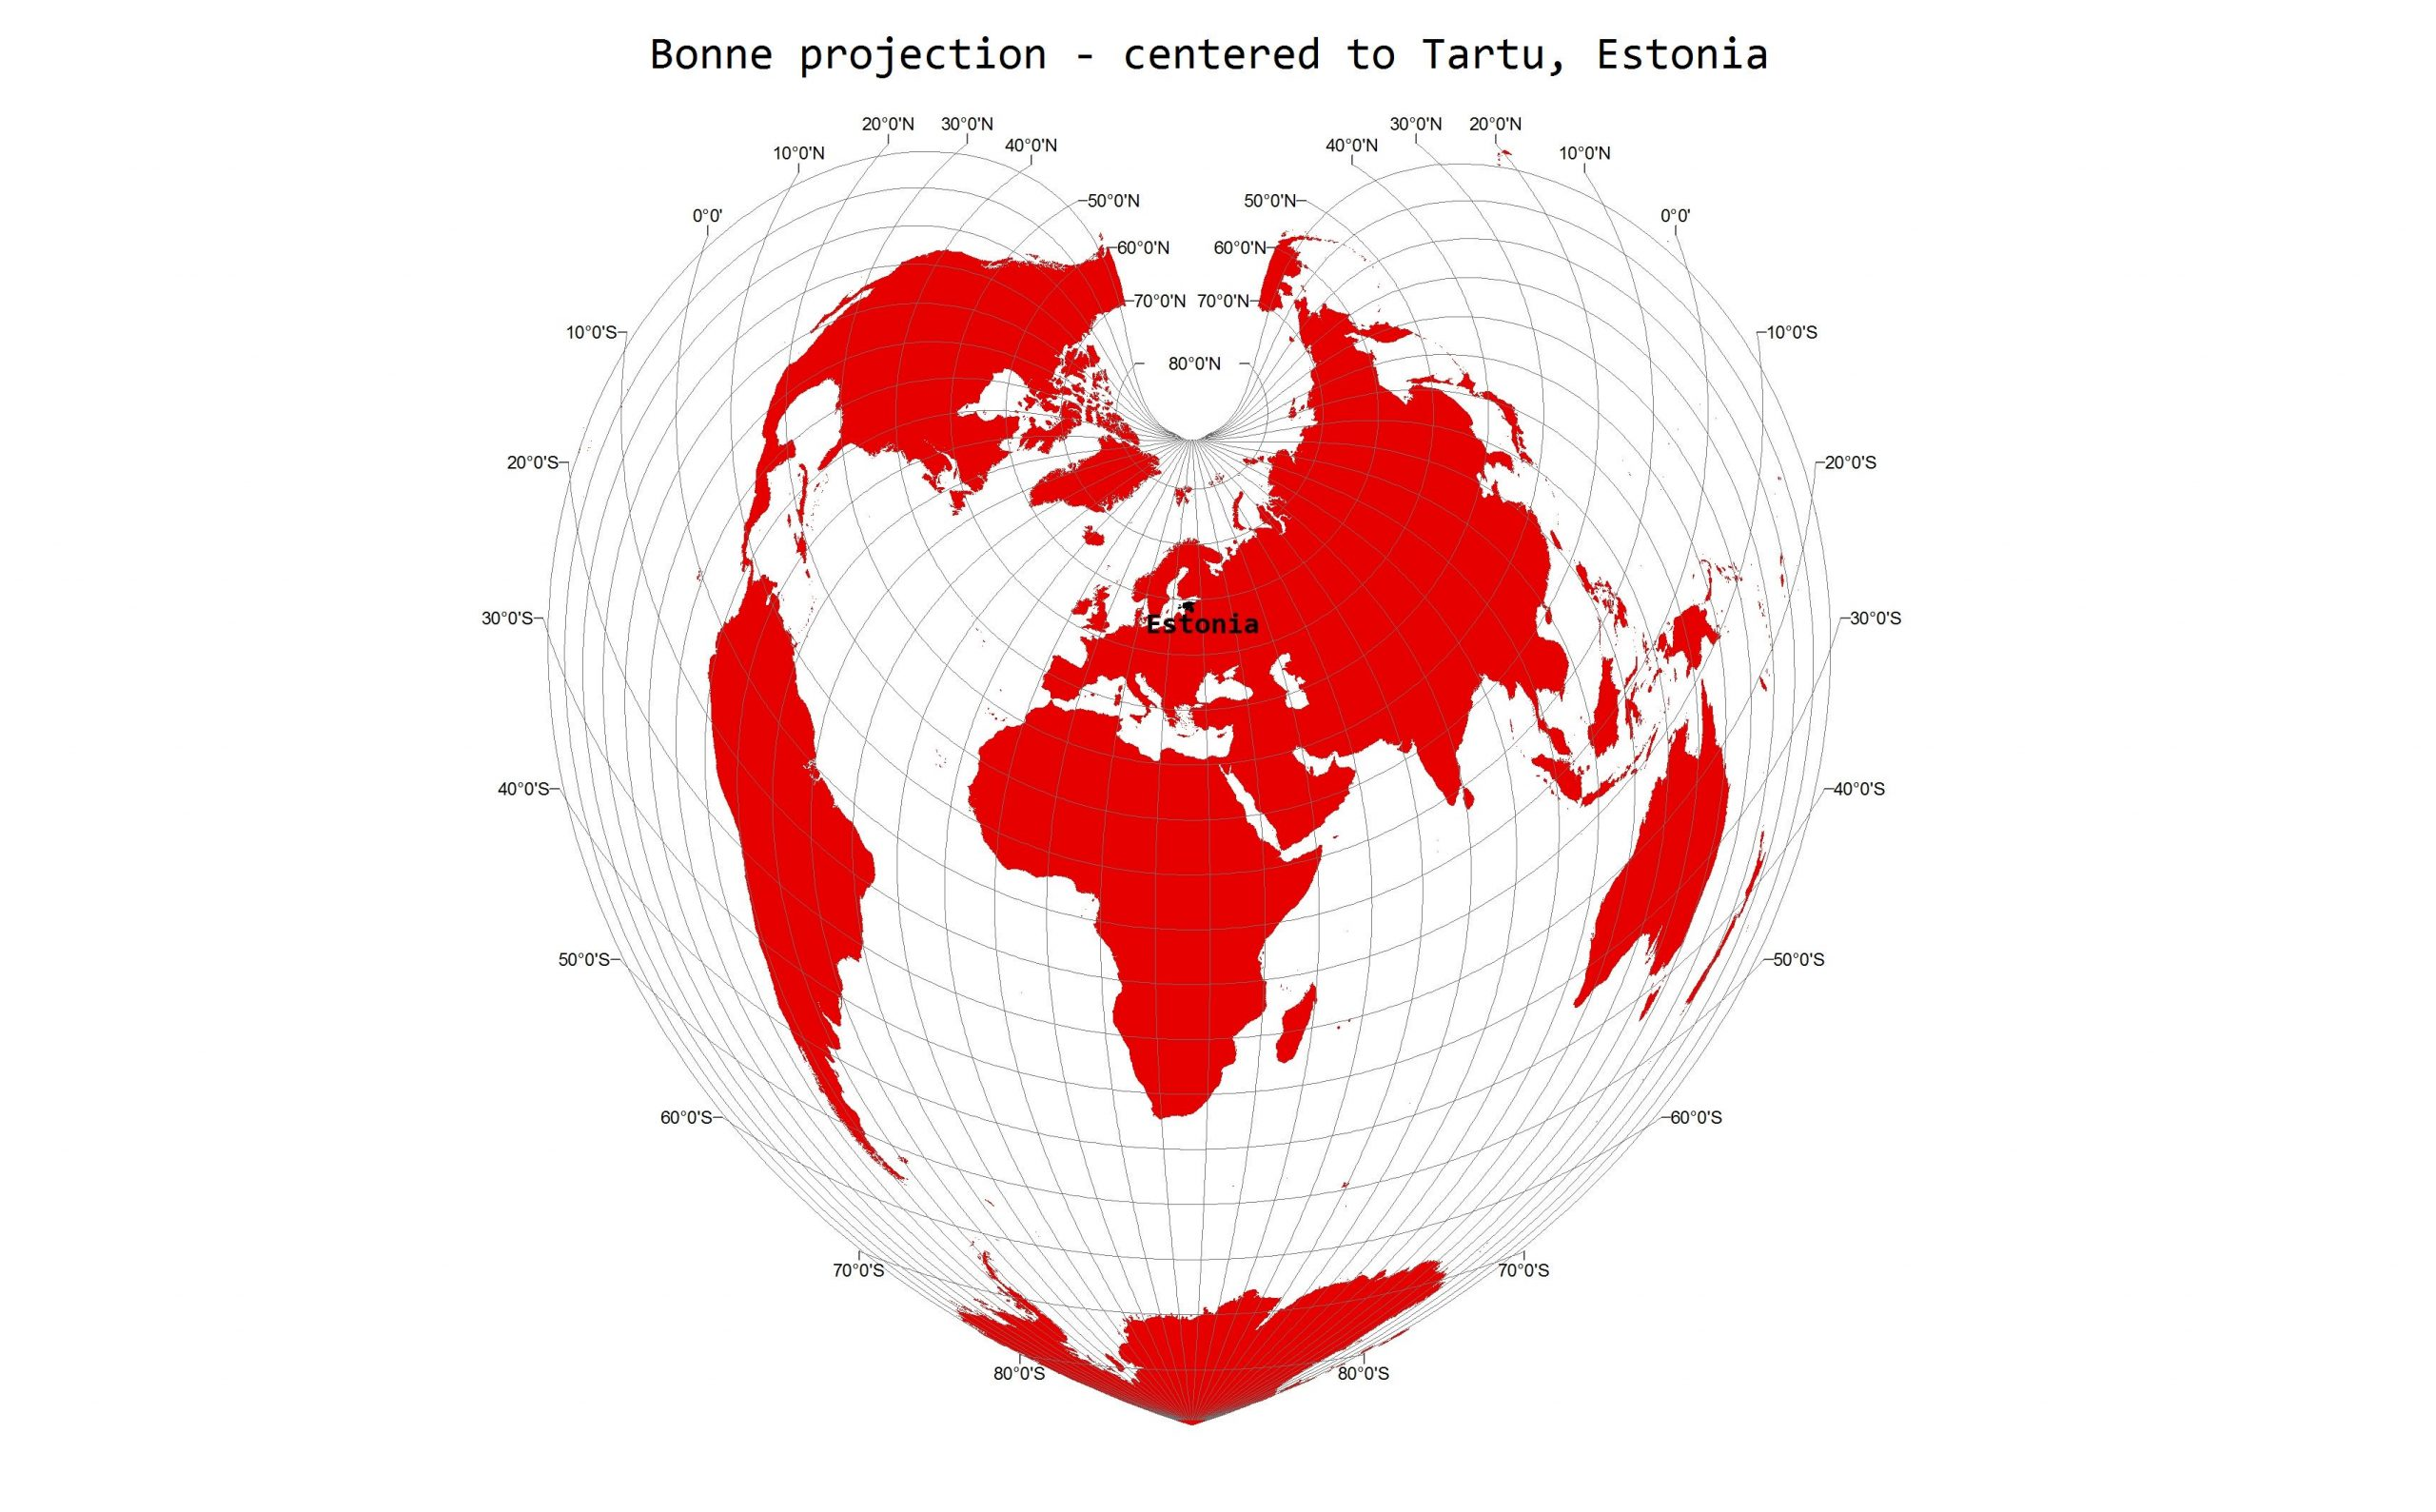 Bonne projection - centered to Tartu, Estonia
20°0'N 30°0'N 30°0'N 20°0'N
10°0'N 40°0'N 40°0'N 10°0'N
50°0'N 50°0'N
0°0' 0°0'
60°0'N 60°0'N
70°0'N 70°0'N
10°0'S 10°0'S
80°0'N
20°0'S 20°0'S
30°0'S 30°0'S
Estonia
40°0'S 40°0'S
50°0'S 50°0'S
60°0'S 60°0'S
70°0'S 70°0'S
80°0'S 80°0'S